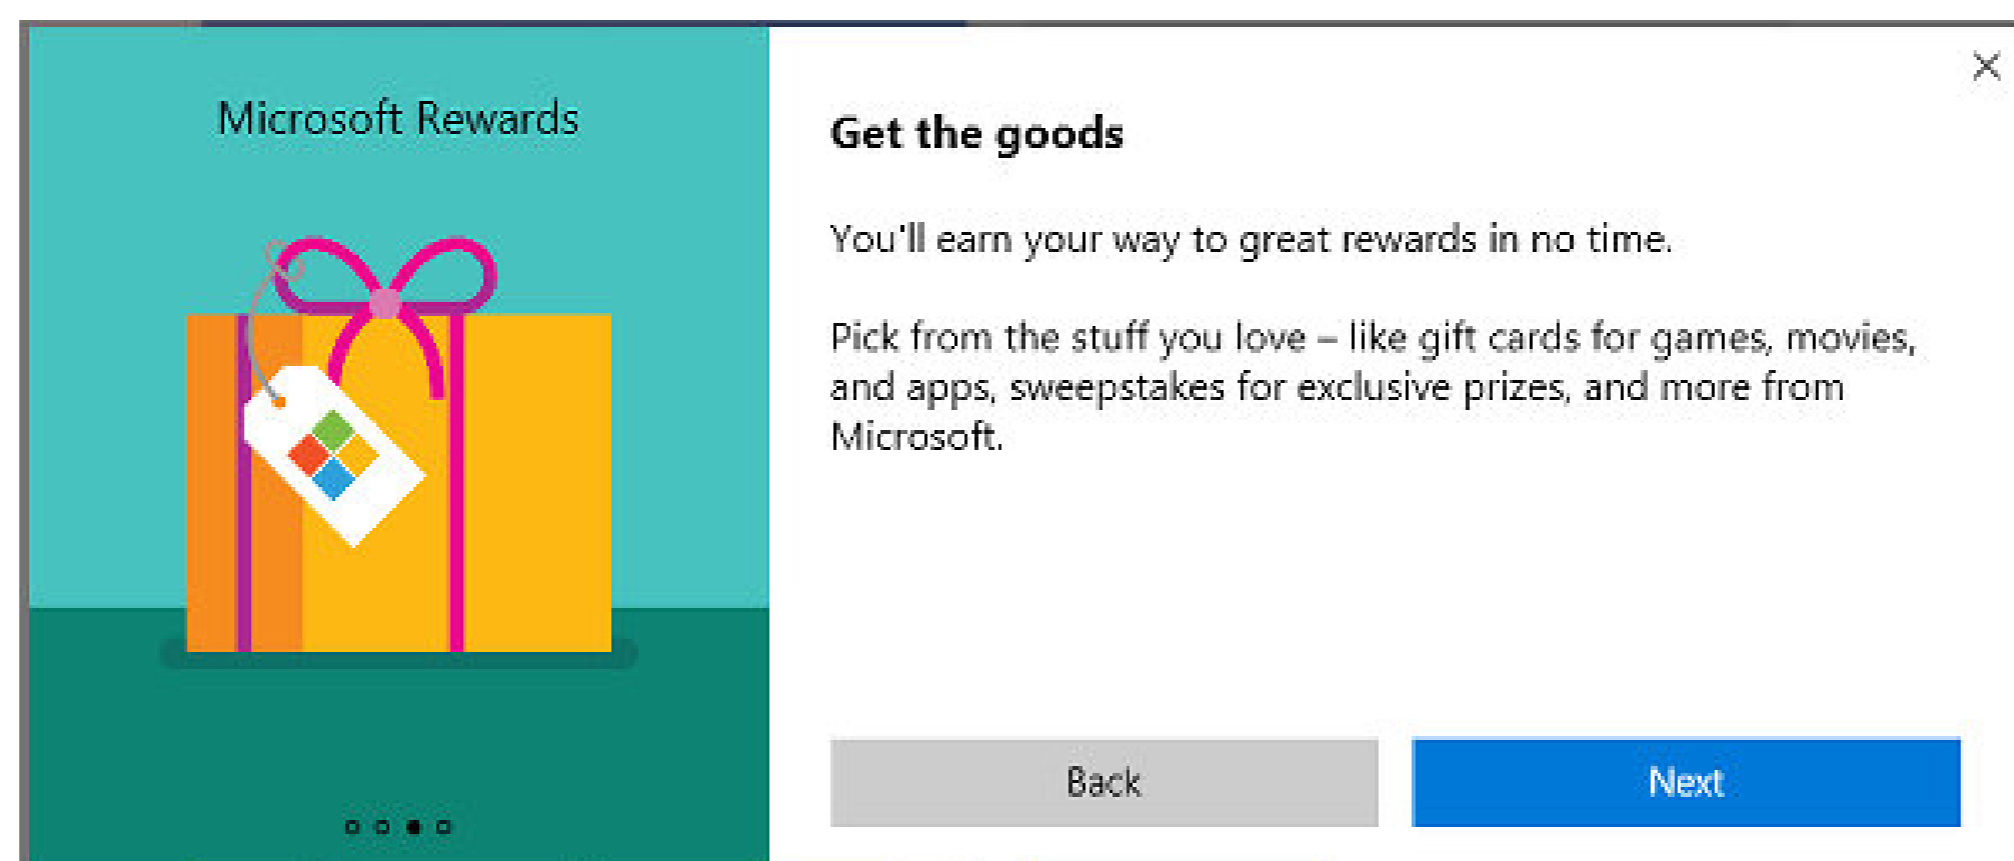 Microsoft Rewards
Get the goods
You'll earn your way to great rewards in no time.
Pick from the stuff you love – like gift cards for games, movies,
and apps, sweepstakes for exclusive prizes, and more from
Microsoft.
Back
Next